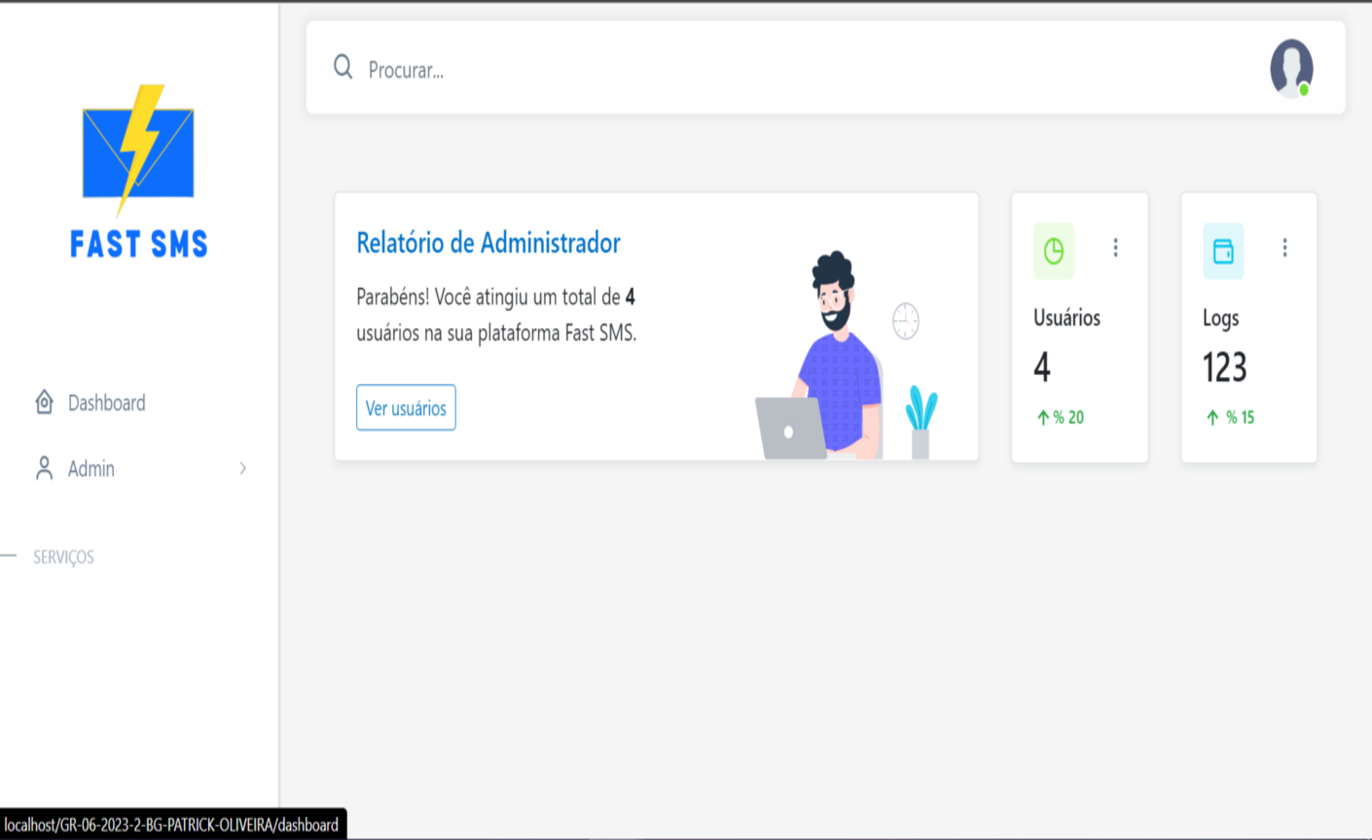 FAST SMS
Dashboard
Admin
SERVIÇOS
Procurar...
Relatório de Administrador
Parabéns! Você atingiu um total de 4
usuários na sua plataforma Fast SMS.
Ver usuários
Usuários
4
% 20
Logs
123
% 15
localhost/GR-06-2023-2-BG-PATRICK-OLIVEIRA/dashboard